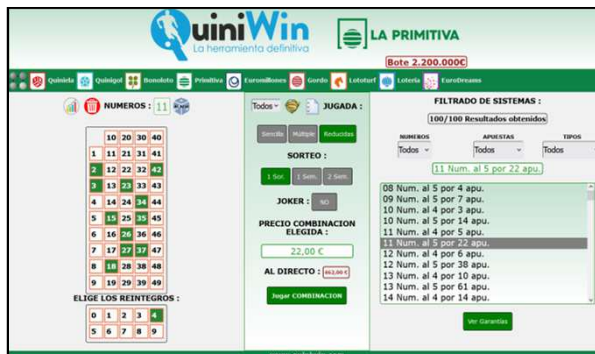 QuiniWin
La herramienta definitiva
LA PRIMITIVA
Bote 2.200.000€
Quiniela Quinigol Bonoloto Primitiva Euromillones Gordo Lototurf Loteria EuroDreams
NUMEROS : 11
10 20 30 40
1 11 21 31 41
2 12 22 32 42
3 13 23 33 43
4 14 24 34 44
5 15 25 35 45
6 16 26 36 46
7 17 27 37 47
8 18 28 38 48
9 19 29 39 49
ELIGE LOS REINTEGROS :
0 1 2 3 4
5 6 7 8 9
Todos JUGADA :
Sencilla Múltiple Reducidas
SORTEO :
1 Sor. 1 Sem. 2 Sem.
JOKER : NO
PRECIO COMBINACION
ELEGIDA :
22,00 €
AL DIRECTO : 462,00 €
Jugar COMBINACION
FILTRADO DE SISTEMAS :
100/100 Resultados obtenidos
NUMEROS APUESTAS TIPOS
Todos Todos Todos
11 Num. al 5 por 22 apu.
08 Num. al 5 por 4 apu.
09 Num. al 5 por 7 apu.
10 Num. al 4 por 3 apu.
10 Num. al 5 por 14 apu.
11 Num. al 4 por 5 apu.
11 Num. al 5 por 22 apu.
12 Num. al 4 por 6 apu.
12 Num. al 5 por 38 apu.
13 Num. al 4 por 10 apu.
13 Num. al 5 por 61 apu.
14 Num. al 4 por 14 apu.
Ver Garantias